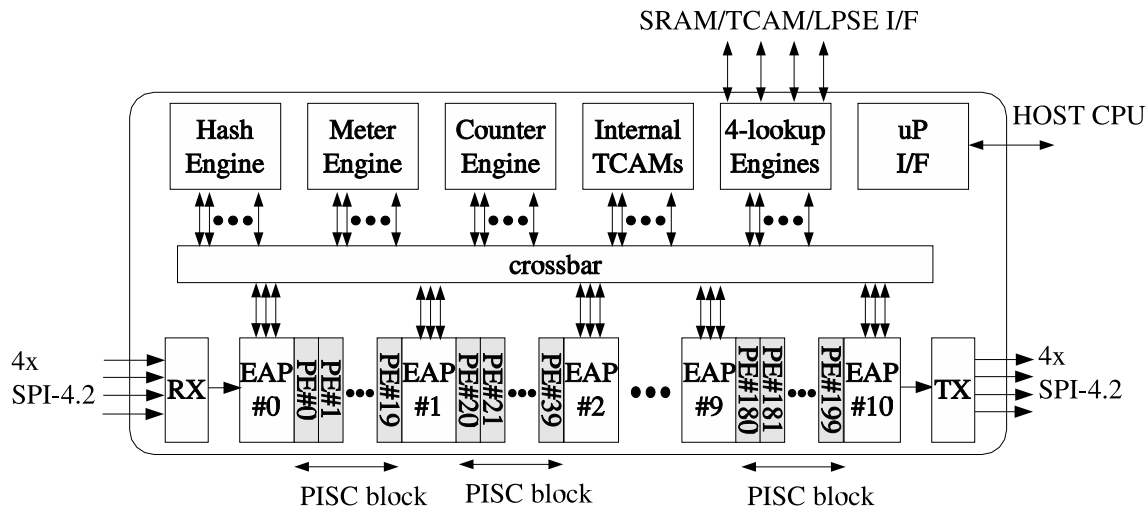 SRAM/TCAM/LPSE I/F
HOST CPU
Hash
Engine
Meter
Engine
Counter
Engine
Internal
TCAMs
4-lookup
Engines
uP
I/F
crossbar
4x
SPI-4.2
RX
EAP
#0
PE#0
PE#1
PE#19
EAP
#1
PE#20
PE#21
PE#39
EAP
#2
EAP
#9
PE#180
PE#181
PE#199
EAP
#10
TX
4x
SPI-4.2
PISC block
PISC block
PISC block